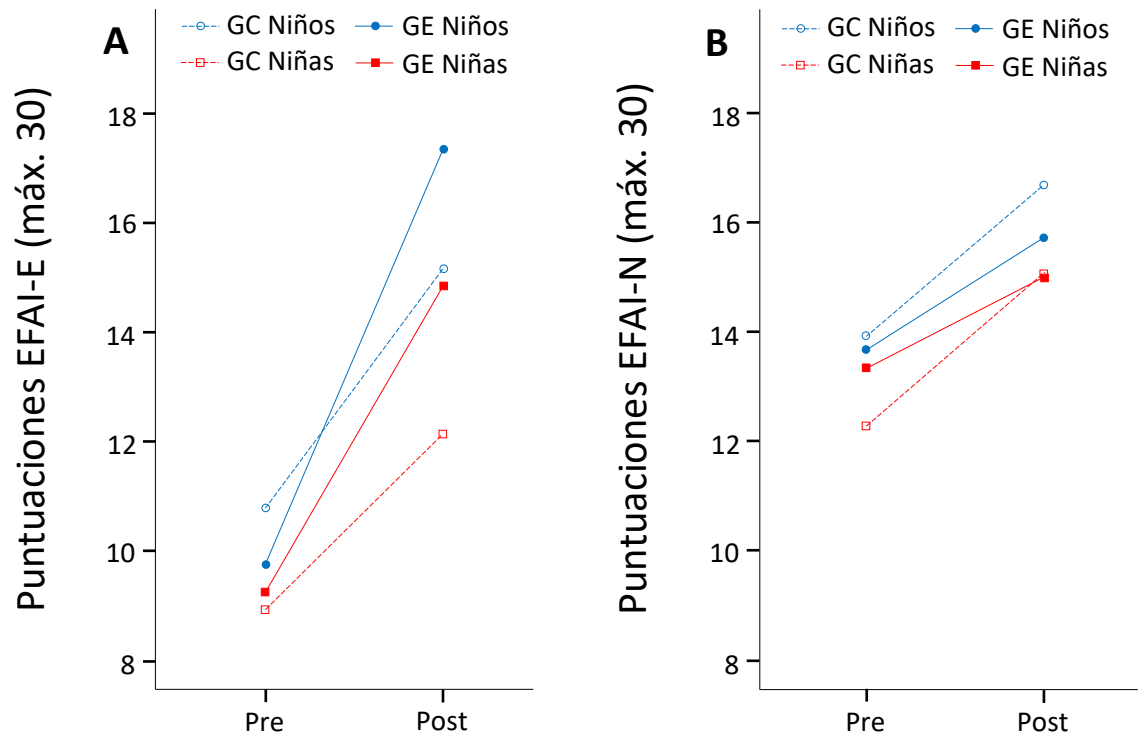 A
GC Niños
GE Niños
GC Niñas
GE Niñas
Puntuaciones EFAI-E (máx. 30)
18
16
14
12
10
8
Pre
Post
B
GC Niños
GE Niños
GC Niñas
GE Niñas
Puntuaciones EFAI-N (máx. 30)
18
16
14
12
10
8
Pre
Post